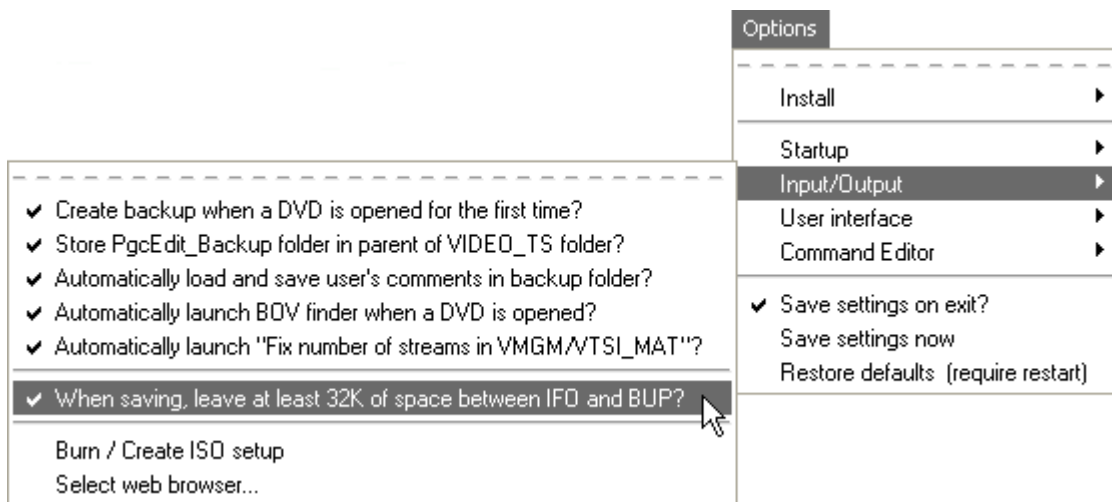 Options
Install
Startup
Input/Output
User interface
Command Editor
Save settings on exit?
Save settings now
Restore defaults (require restart)
Create backup when a DVD is opened for the first time?
Store PgcEdit_Backup folder in parent of VIDEO_TS folder?
Automatically load and save user's comments in backup folder?
Automatically launch BOV finder when a DVD is opened?
Automatically launch "Fix number of streams in VMGM/VTSI_MAT"?
When saving, leave at least 32K of space between IFO and BUP?
Burn / Create ISO setup
Select web browser...